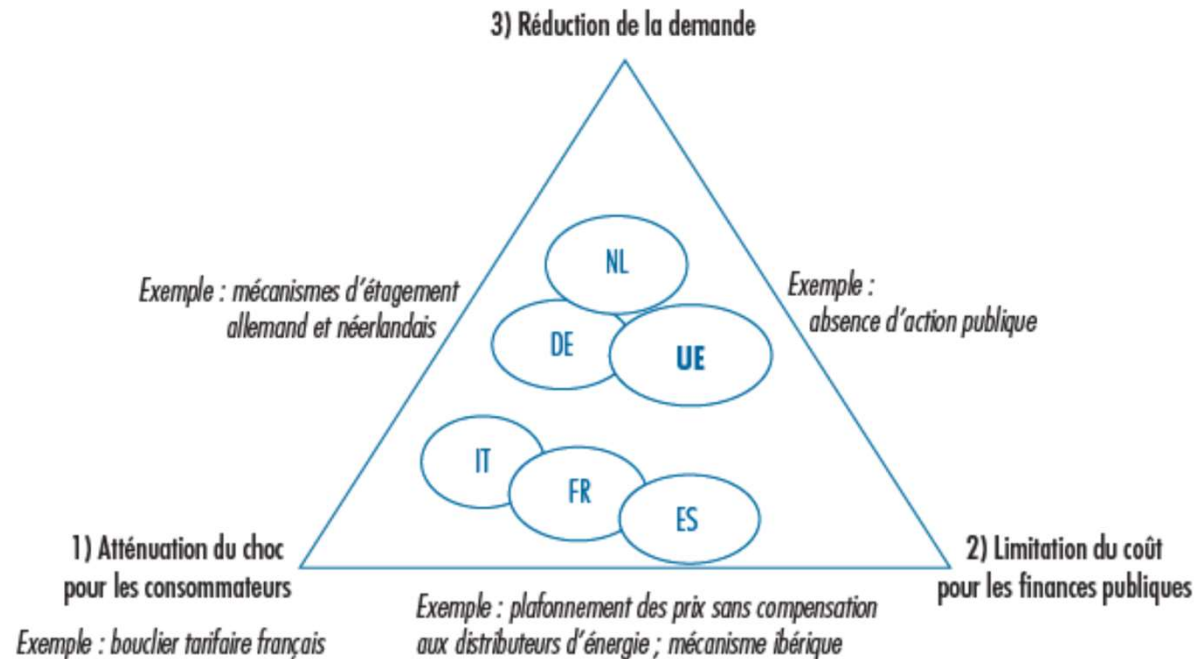 3) Réduction de la demande
NL
Exemple : mécanismes d'étagement
allemand et néerlandais
Exemple :
absence d'action publique
DE
UE
IT
FR
ES
1) Atténuation du choc
pour les consommateurs
2) Limitation du coût
pour les finances publiques
Exemple : bouclier tarifaire français
Exemple : plafonnement des prix sans compensation
aux distributeurs d'énergie ; mécanisme ibérique